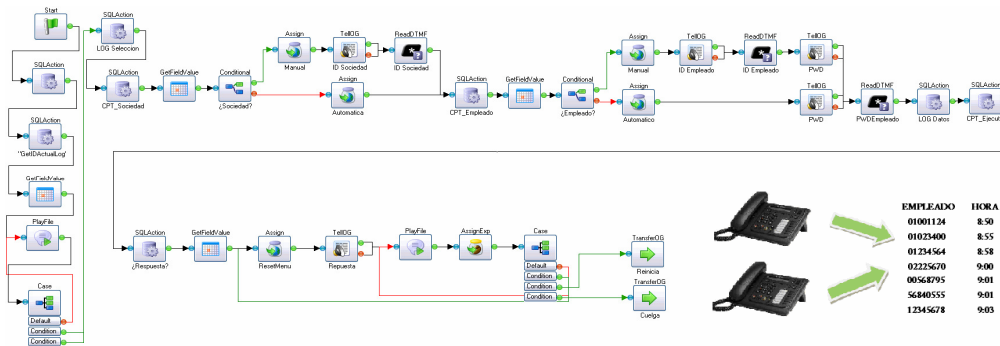 Start
SQLAction
SQLAction
"GetIDActualLog'
GetFieldValue
PlayFile
Case
Default
Condition
Condition
SQLAction
LOG Seleccion
SQLAction
CPT_Sociedad
GetFieldValue
Conditional
¿Sociedad?
Assign
Manual
TellOG
ID Sociedad
ReadDTMF
ID Sociedad
Assign
Automatica
SQLAction
CPT_Empleado
GetFieldValue
Conditional
¿Empleado?
Assign
Manual
TellOG
ID Empleado
ReadDTMF
ID Empleado
TellOG
PWD
Assign
Automatico
TellOG
PWD
ReadDTMF
PWDEmpleado
SQLAction
LOG Datos
SQLAction
CPT_Ejecut
SQLAction
¿Respuesta?
GetFieldValue
Assign
ResetMenu
TellOG
Repuesta
PlayFile
AssignExp
Case
Default
Condition
Condition
Condition
TransferOG
Reinicia
TransferOG
Cuelga
EMPLEADO HORA
01001124 8:50
01023400 8:55
01234564 8:58
02225670 9:00
00568795 9:01
56840555 9:01
12345678 9:03